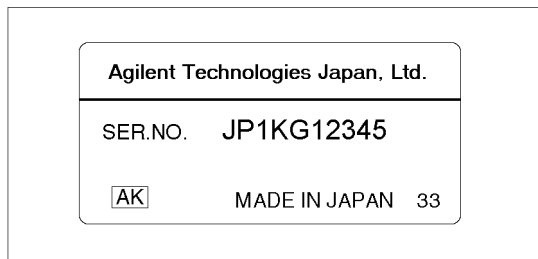 Agilent Technologies Japan, Ltd.
SER.NO. JP1KG12345
AK MADE IN JAPAN 33